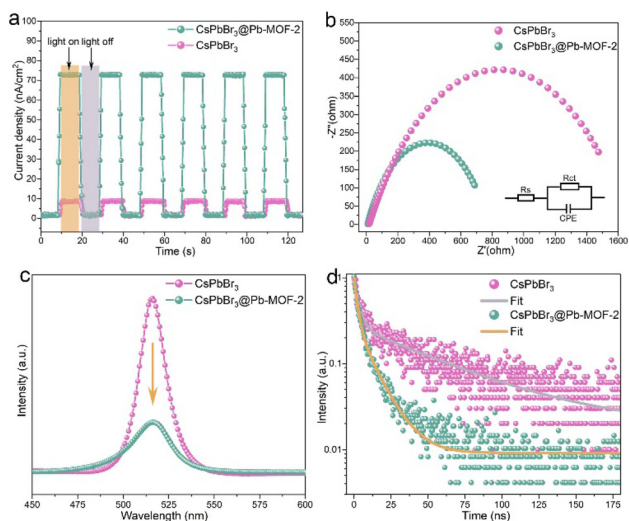 a
light on light off
CsPbBr₃@Pb-MOF-2
CsPbBr₃
Current density (nA/cm²)
100
90
80
70
60
50
40
30
20
10
0
0 20 40 60 80 100 120
Time (s)
b
CsPbBr₃
CsPbBr₃@Pb-MOF-2
-Z"(ohm)
500
450
400
350
300
250
200
150
100
50
0
Rs
Rct
CPE
0 200 400 600 800 1000 1200 1400 1600
Z'(ohm)
c
CsPbBr₃
CsPbBr₃@Pb-MOF-2
Intensity (a.u.)
450 475 500 525 550 575 600
Wavelength (nm)
d
CsPbBr₃
Fit
CsPbBr₃@Pb-MOF-2
Fit
Intensity (a.u.)
1
0.1
0.01
0 25 50 75 100 125 150 175
Time (ns)